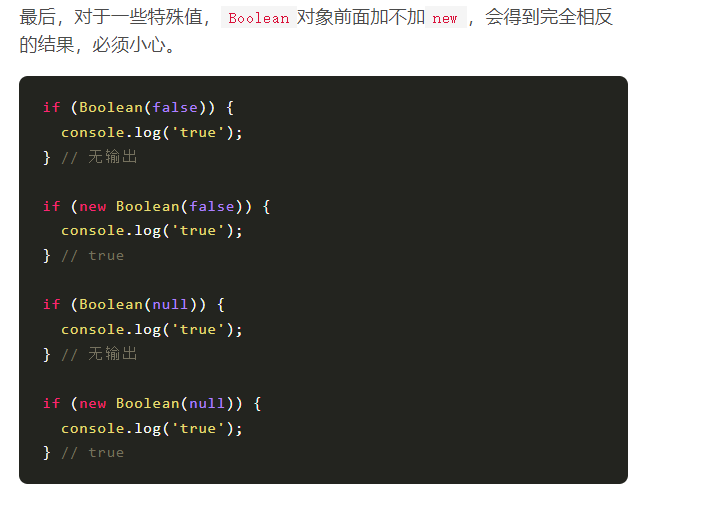 最后，对于一些特殊值，Boolean 对象前面加不加new，会得到完全相反
的结果，必须小心。
if (Boolean(false)) {
  console.log('true');
} // 无输出
if (new Boolean(false)) {
  console.log('true');
} // true
if (Boolean(null)) {
  console.log('true');
} // 无输出
if (new Boolean(null)) {
  console.log('true');
} // true